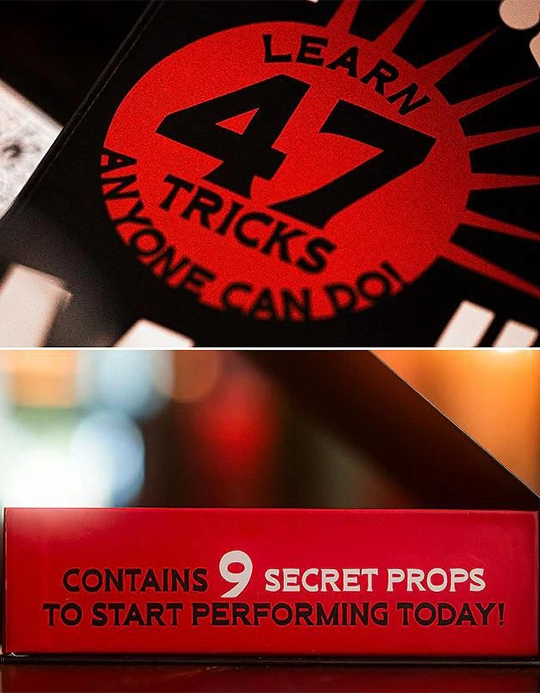 LEARN
47
TRICKS
ANYONE CAN DO!
CONTAINS 9 SECRET PROPS
TO START PERFORMING TODAY!